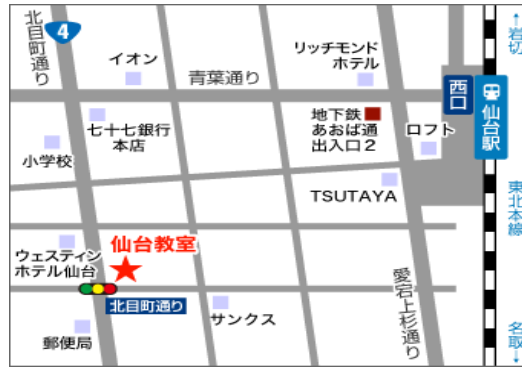 北目町通り
4
イオン
青葉通り
リッチモンド
ホテル
西口
仙台駅
↑岩切
七十七銀行
本店
地下鉄
あおば通
出入口2
ロフト
小学校
TSUTAYA
東北本線
仙台教室
ウェスティン
ホテル仙台
北目町通り
サンクス
愛宕上杉通り
郵便局
名取↓